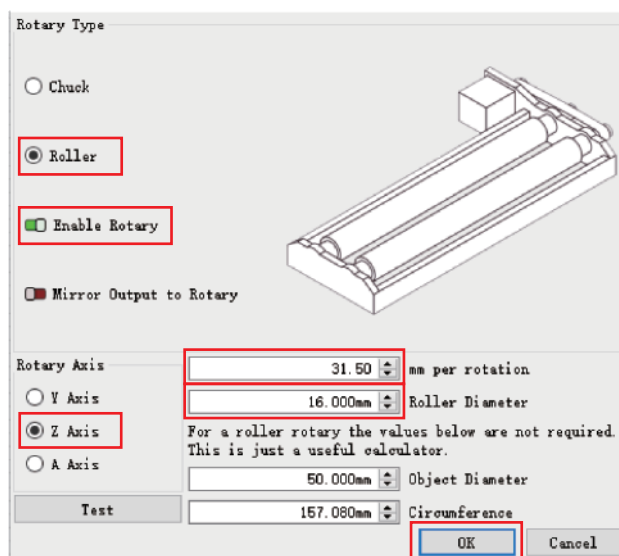 Rotary Type
Chuck
Roller
Enable Rotary
Mirror Output to Rotary
Rotary Axis
31.50 mm per rotation
Y Axis
16.000mm Roller Diameter
Z Axis
For a roller rotary the values below are not required.
This is just a useful calculator.
A Axis
50.000mm Object Diameter
Test
157.080mm Circumference
OK
Cancel